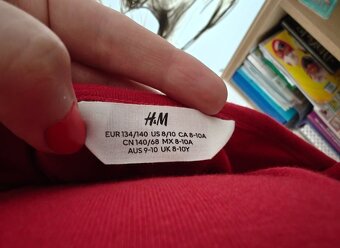 H&M
EUR 134/140 US 8/10 CA 8-10A
CN 140/68 MX 8-10A
AUS 9-10 UK 8-10Y